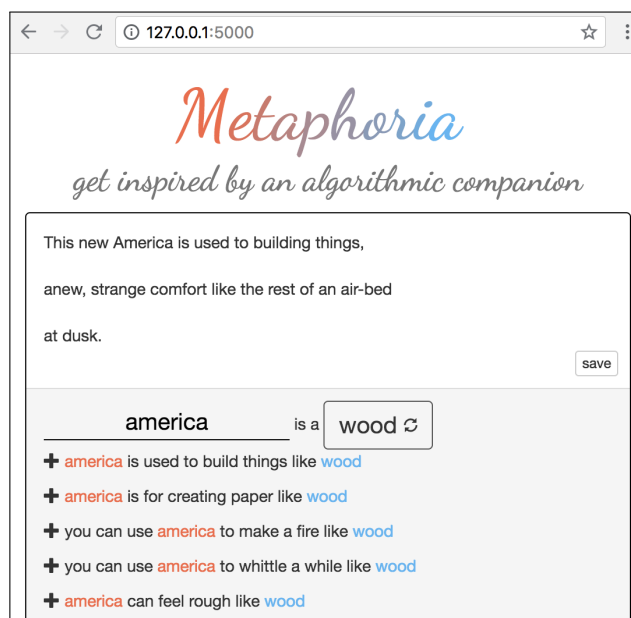 127.0.0.1:5000
Metaphoria
get inspired by an algorithmic companion
This new America is used to building things,
anew, strange comfort like the rest of an air-bed
at dusk.
save
america is a wood
america is used to build things like wood
america is for creating paper like wood
you can use america to make a fire like wood
you can use america to whittle a while like wood
america can feel rough like wood